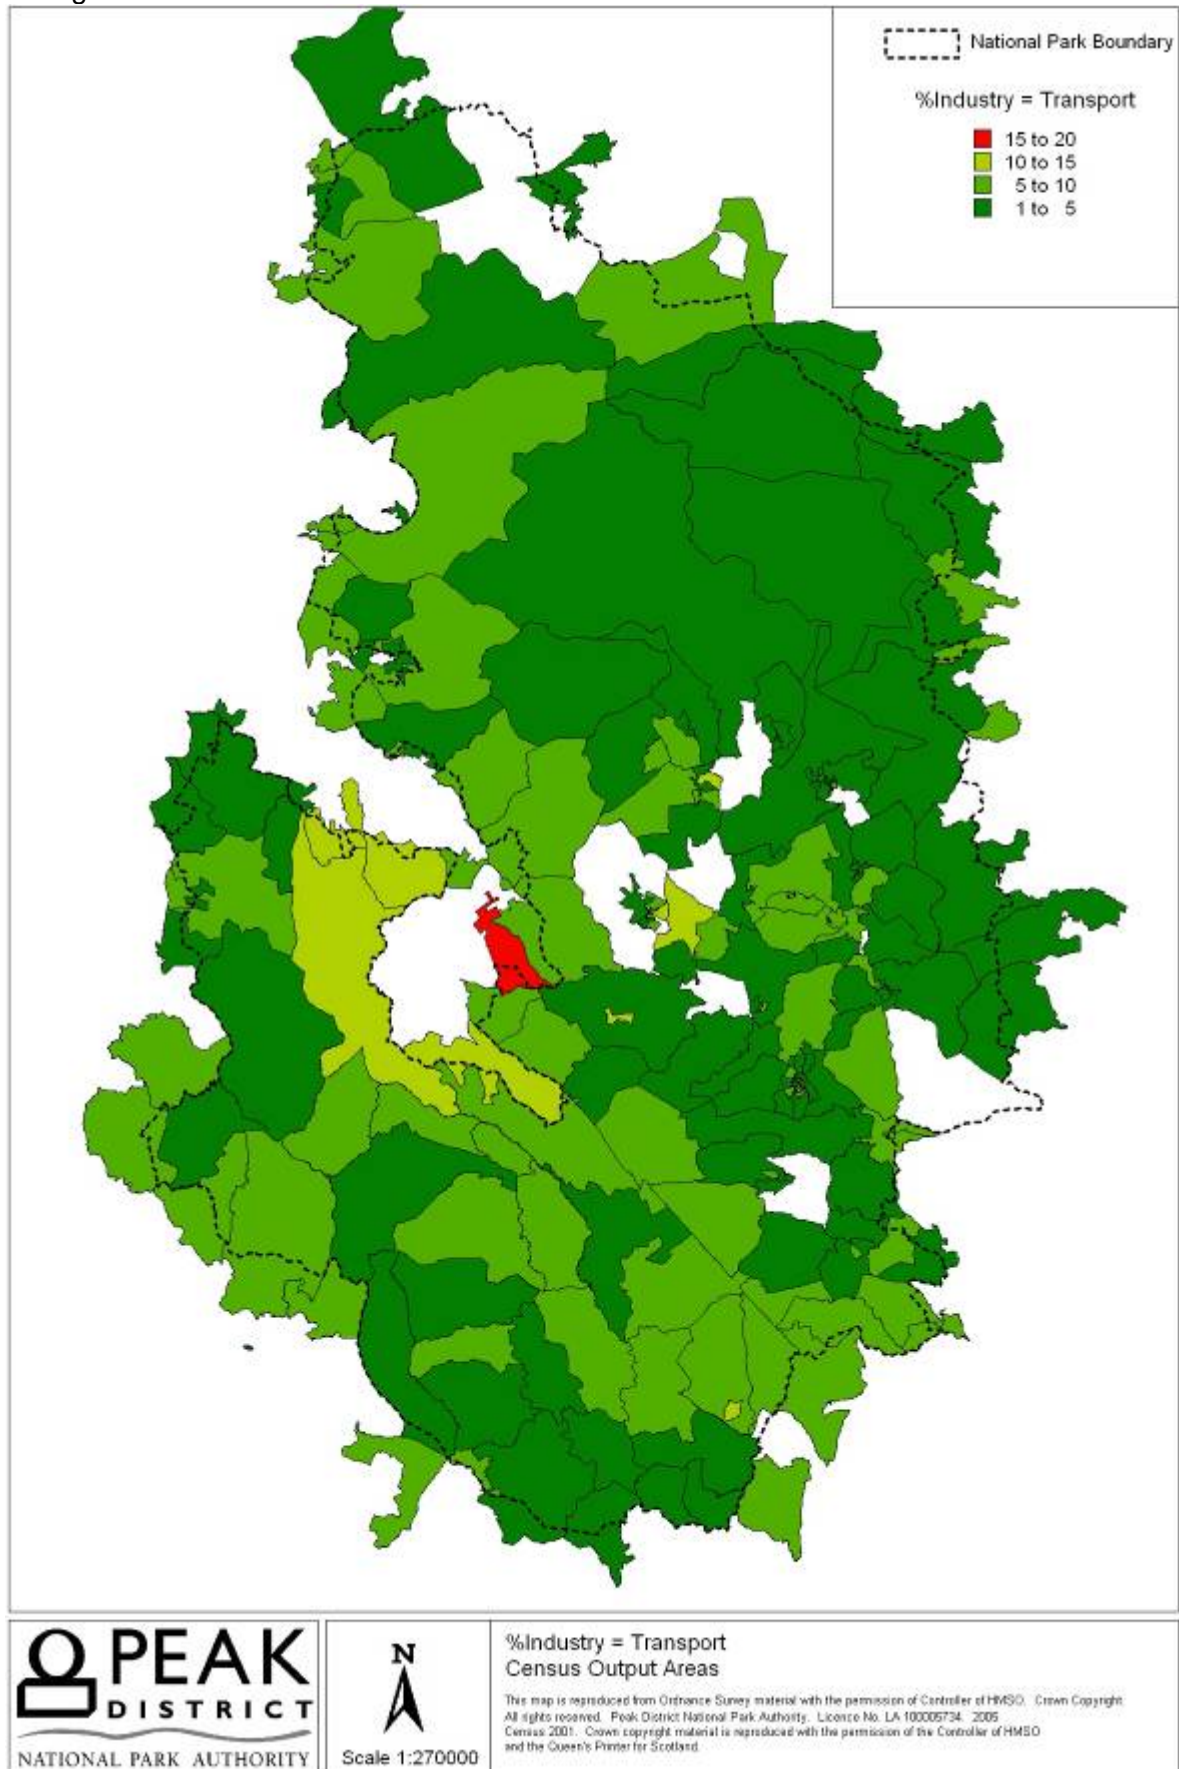 National Park Boundary
%Industry = Transport
15 to 20
10 to 15
5 to 10
1 to 5
PEAK
DISTRICT
NATIONAL PARK AUTHORITY
N
Scale 1:270000
%Industry = Transport
Census Output Areas
This map is reproduced from Ordnance Survey material with the permission of Controller of HMSO. Crown Copyright.
All rights reserved. Peak District National Park Authority. Licence No. LA 100005734. 2005
Census 2001. Crown copyright material is reproduced with the permission of the Controller of HMSO
and the Queen's Printer for Scotland.